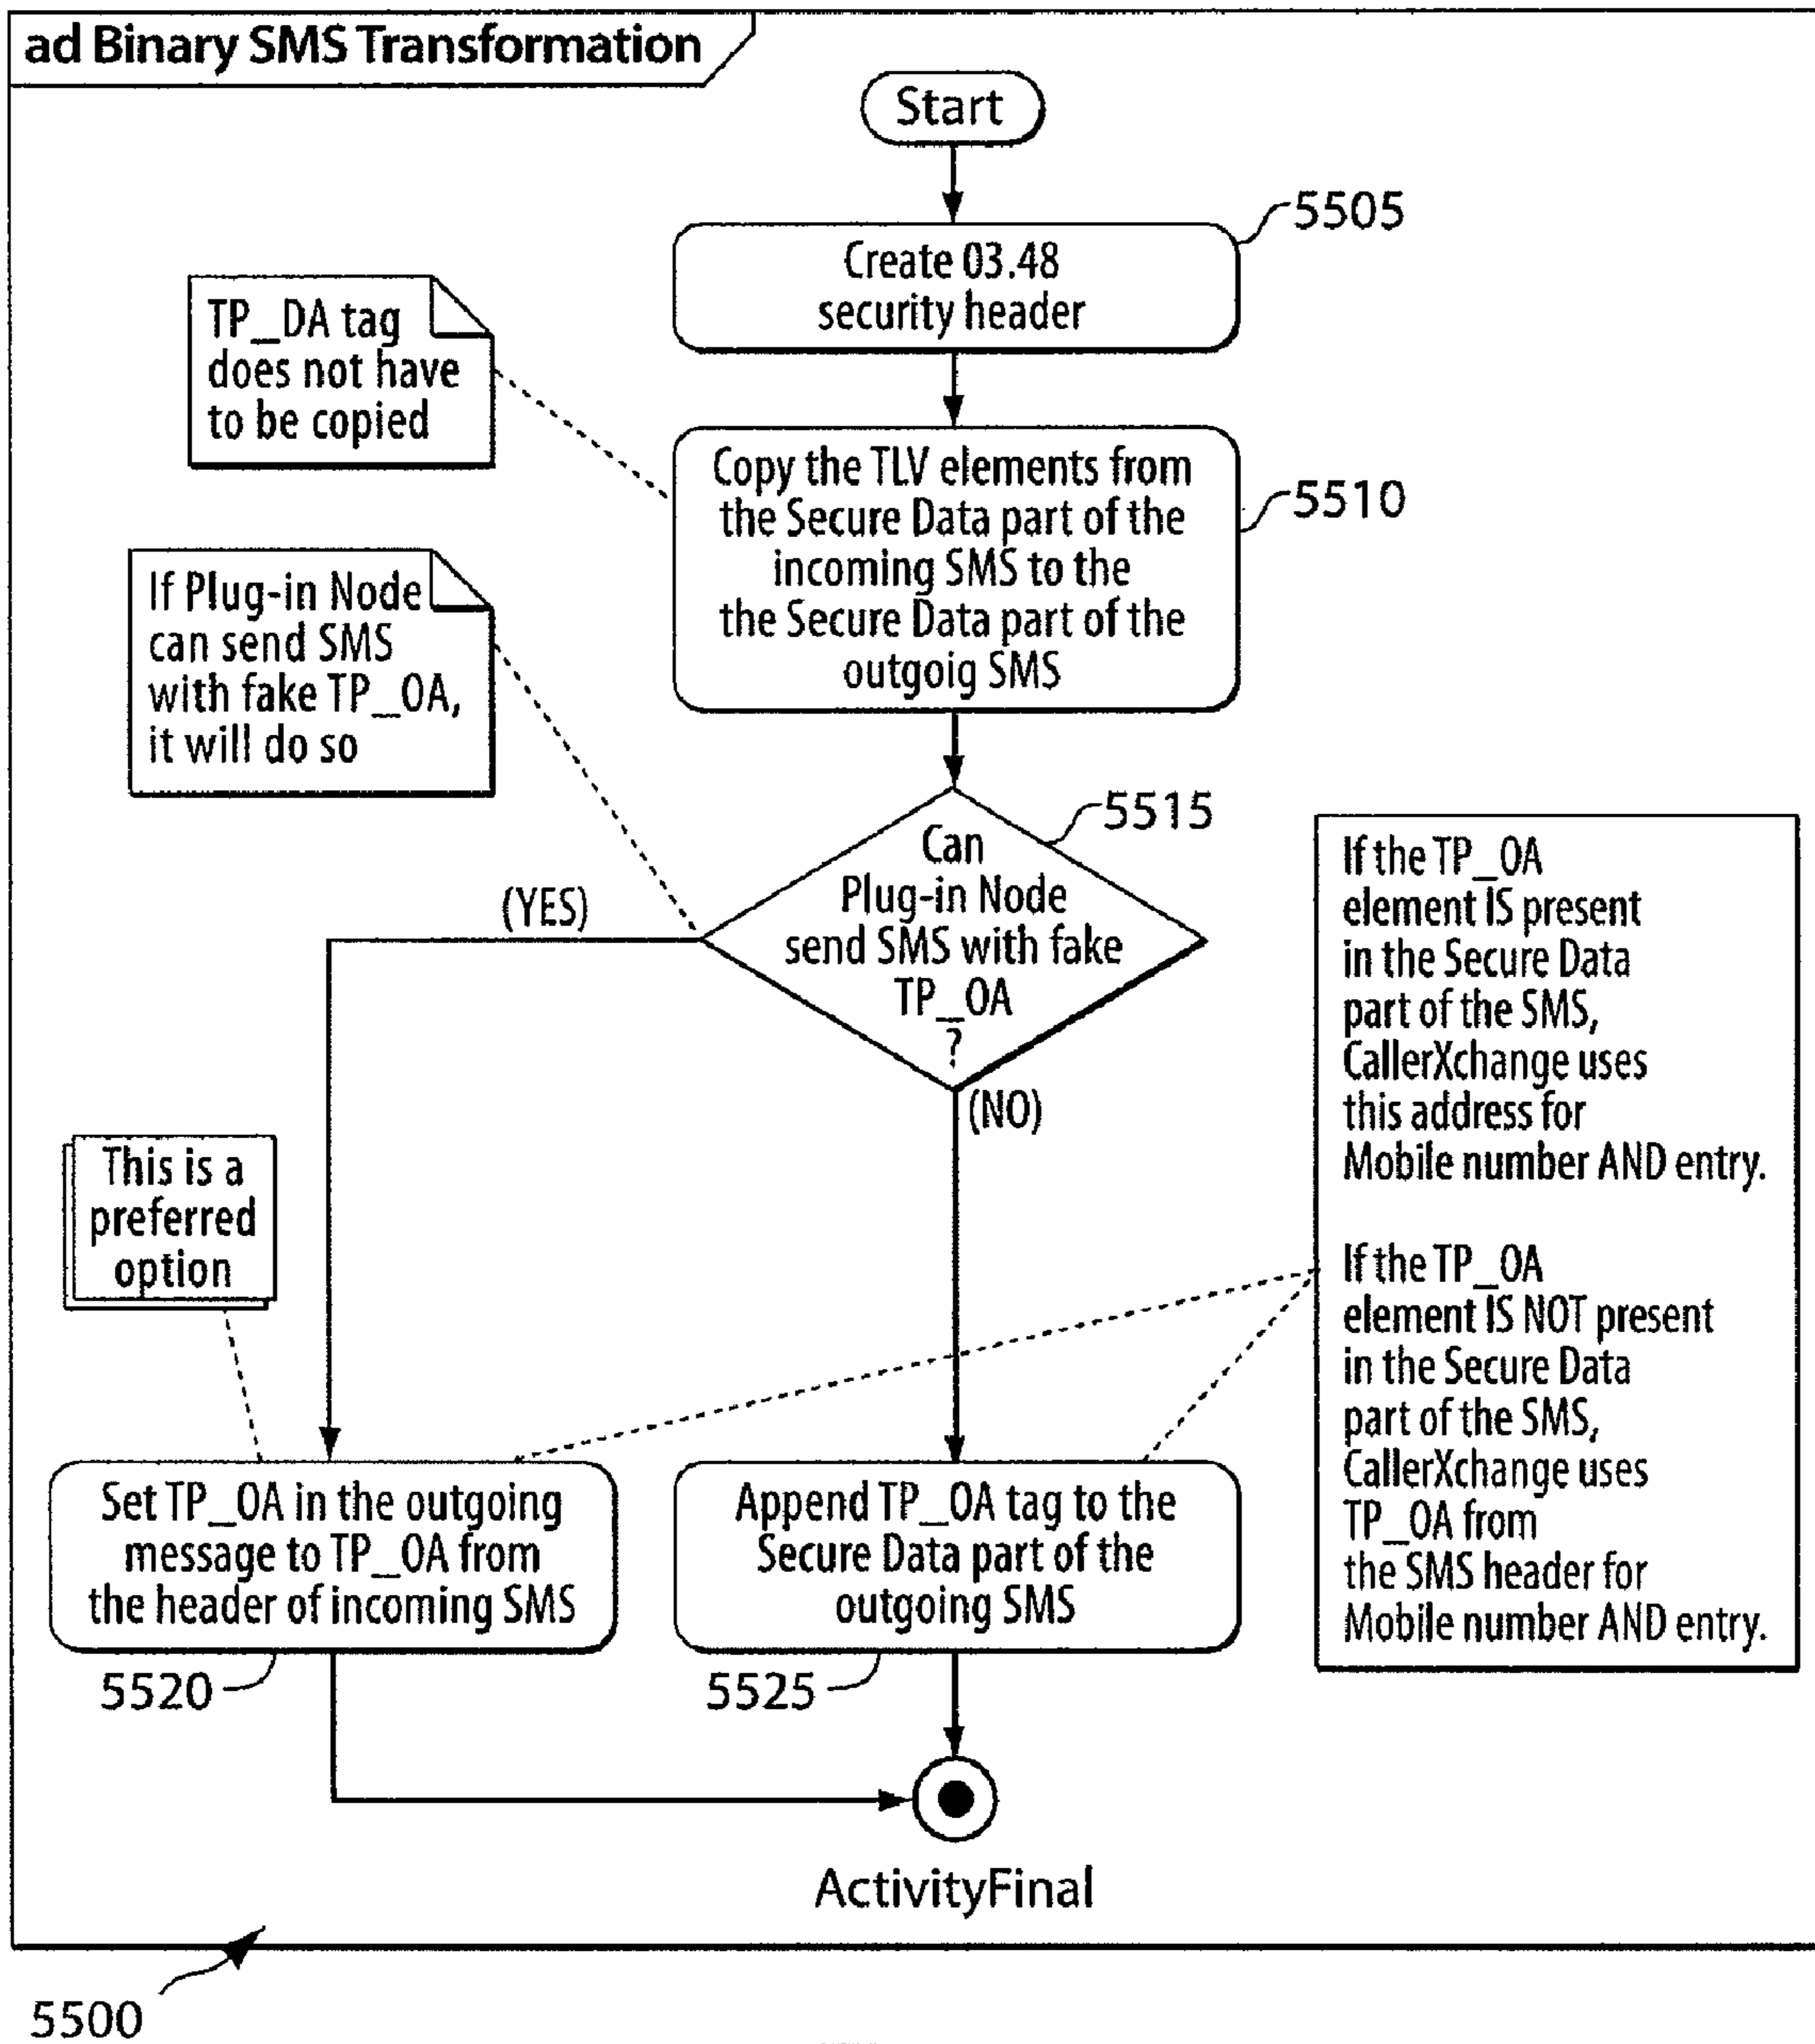 ad Binary SMS Transformation
Start
5505
Create 03.48
security header
TP_DA tag
does not have
to be copied
Copy the TLV elements from
the Secure Data part of the
incoming SMS to the
the Secure Data part of the
outgoig SMS
5510
If Plug-in Node
can send SMS
with fake TP_OA,
it will do so
5515
Can
Plug-in Node
send SMS with fake
TP_OA
?
(YES)
(NO)
If the TP_OA
element IS present
in the Secure Data
part of the SMS,
CallerXchange uses
this address for
Mobile number AND entry.
If the TP_OA
element IS NOT present
in the Secure Data
part of the SMS,
CallerXchange uses
TP_OA from
the SMS header for
Mobile number AND entry.
This is a
preferred
option
Set TP_OA in the outgoing
message to TP_OA from
the header of incoming SMS
5520
Append TP_OA tag to the
Secure Data part of the
outgoing SMS
5525
ActivityFinal
5500